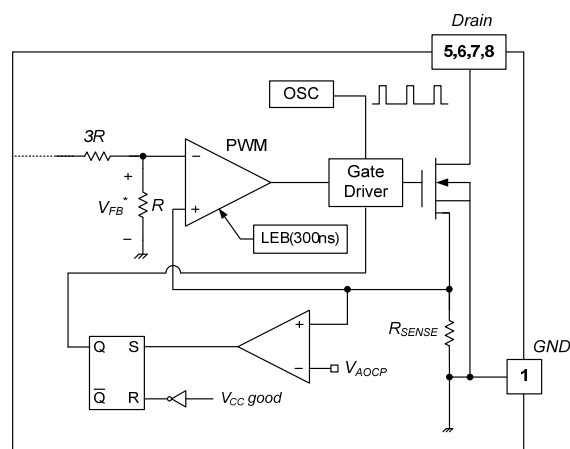 Drain
5,6,7,8
OSC
3R
PWM
−
+
+
V_FB*
−
R
Gate
Driver
LEB(300ns)
+
−
R_SENSE
GND
1
V_AOCP
Q
S
Q̅
R
V_CC good